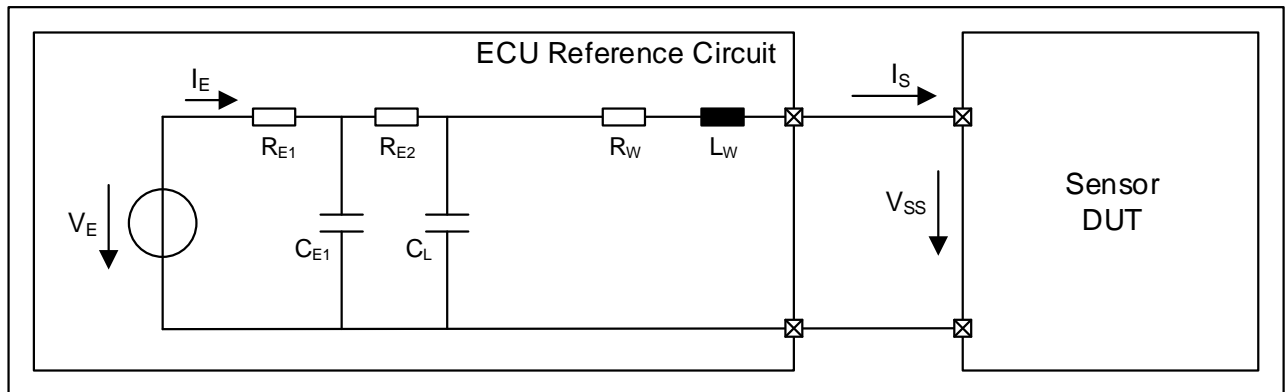 ECU Reference Circuit
I_E
I_S
R_E1
R_E2
R_W
L_W
V_E
C_E1
C_L
V_SS
Sensor
DUT